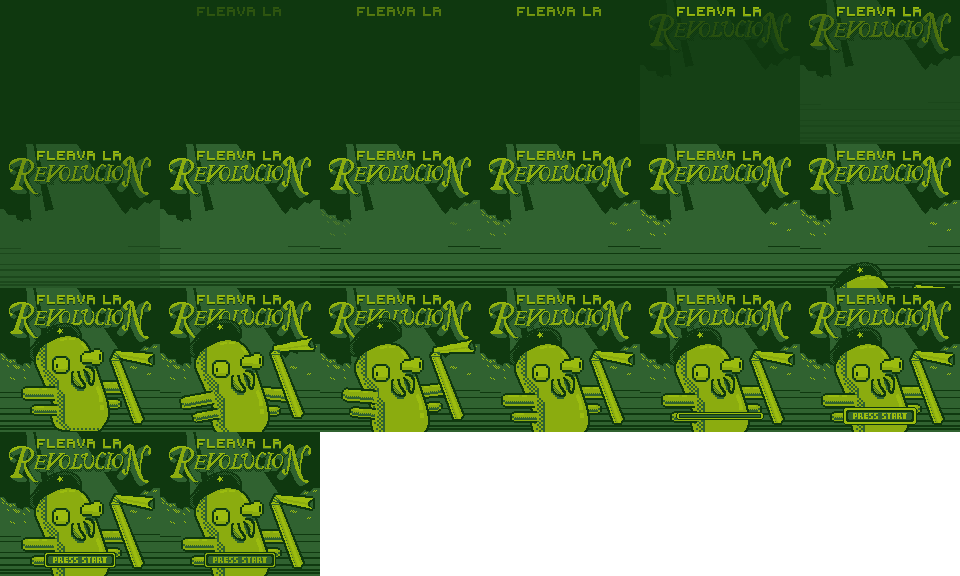 FLEAVA LA FLEAVA LA FLEAVA LA FLEAVA LA FLEAVA LA
REVOLUCION REVOLUCION
FLEAVA LA FLEAVA LA FLEAVA LA FLEAVA LA FLEAVA LA FLEAVA LA
REVOLUCION REVOLUCION REVOLUCION REVOLUCION REVOLUCION REVOLUCION
FLEAVA LA FLEAVA LA FLEAVA LA FLEAVA LA FLEAVA LA FLEAVA LA
REVOLUCION REVOLUCION REVOLUCION REVOLUCION REVOLUCION REVOLUCION
PRESS START
FLEAVA LA FLEAVA LA
REVOLUCION REVOLUCION
PRESS START PRESS START